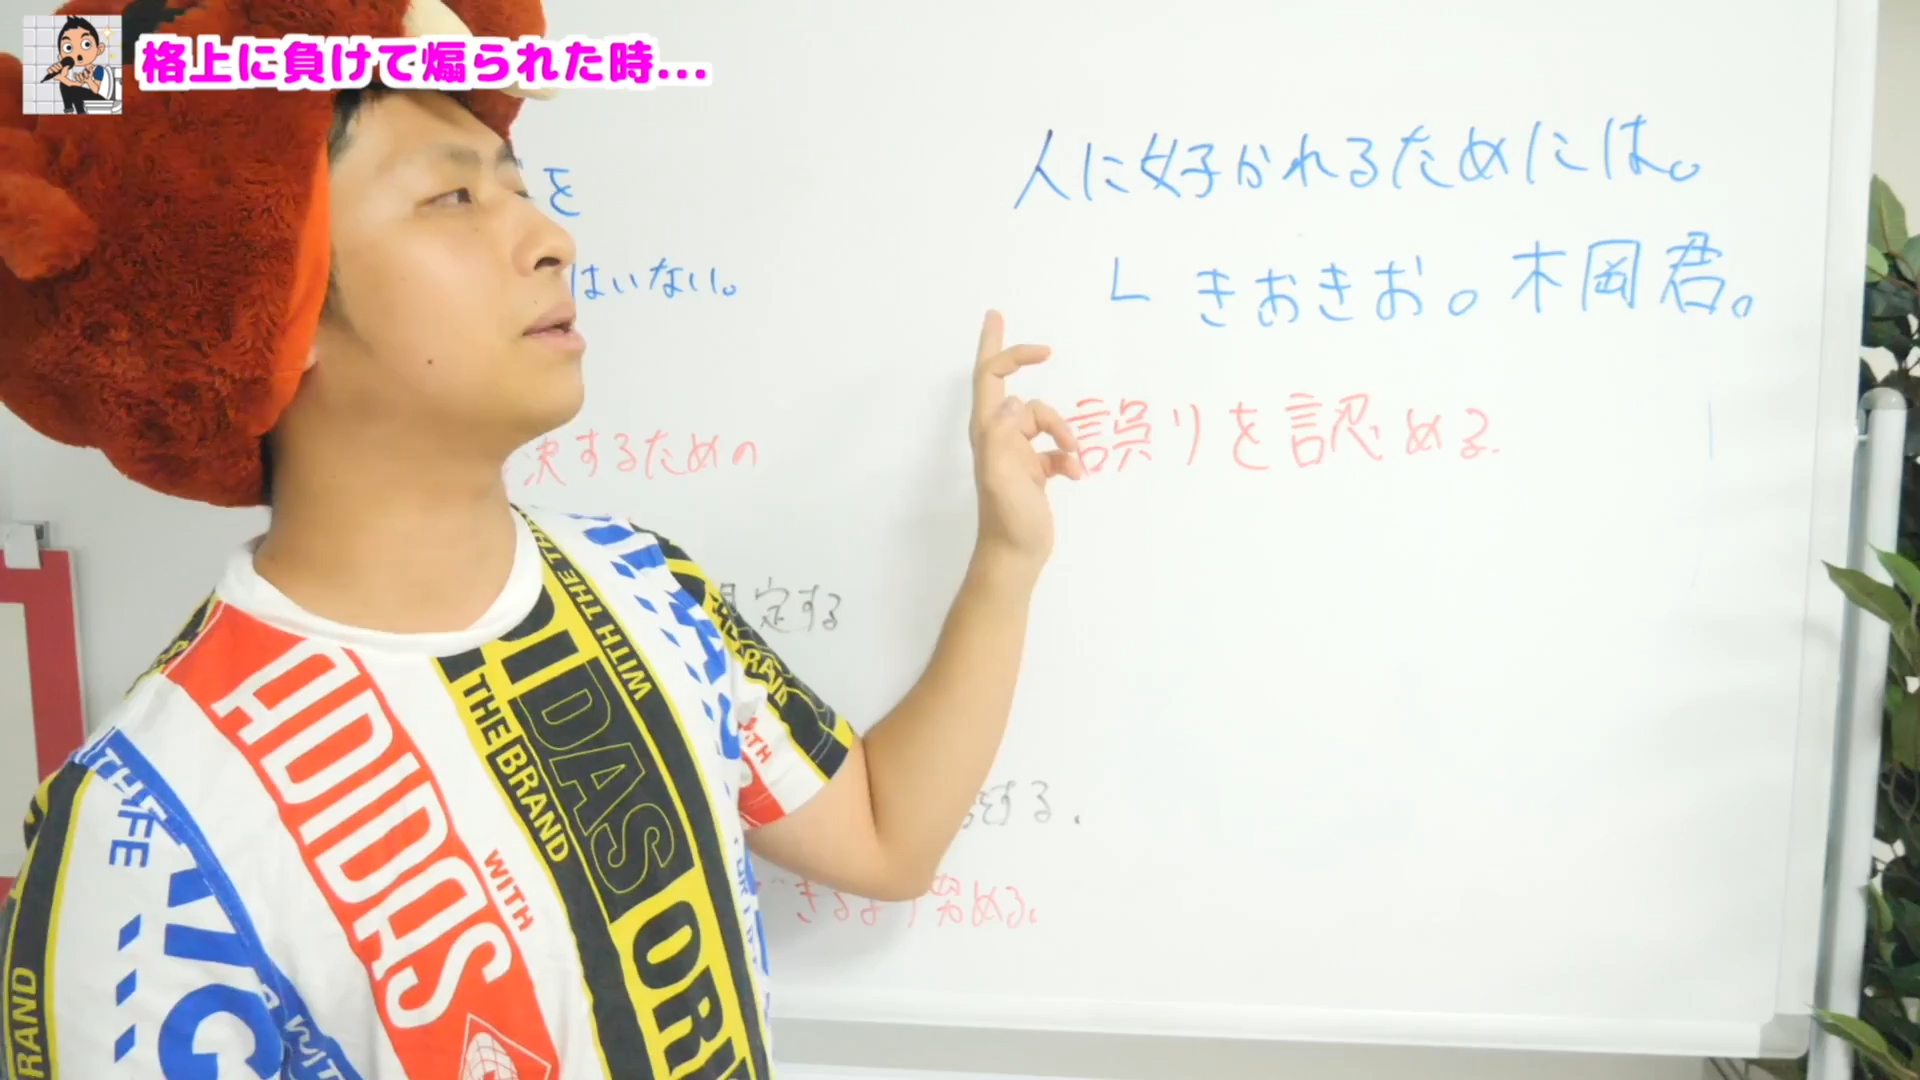 格上に負けて煽られた時...
を
はいない。
決するための
定する
する.
きるよう努める。
人に好かれるためには。
└ きおきお。木岡君。
誤りを認める.
ADIDAS
WITH
THE BRAND
IDAS
ORI
WITH THE
BRAND
THE
BRAND